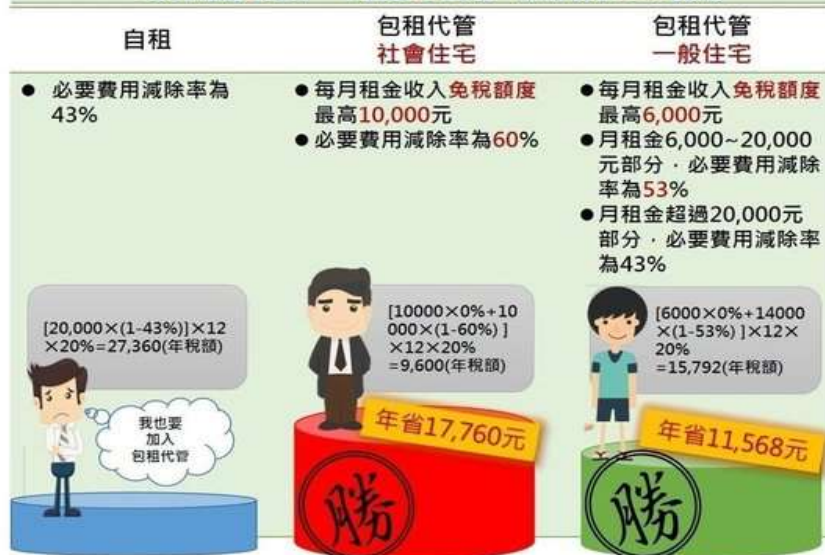 自租
包租代管
社會住宅
包租代管
一般住宅
● 必要費用減除率為
43%
● 每月租金收入免稅額度
最高10,000元
● 必要費用減除率為60%
● 每月租金收入免稅額度
最高6,000元
● 月租金6,000~20,000
元部分，必要費用減除
率為53%
● 月租金超過20,000元
部分，必要費用減除率
為43%
[20,000×(1-43%)]×12
×20%=27,360(年稅額)
[10000×0%+10
000×(1-60%) ]
×12×20%
=9,600(年稅額)
[6000×0%+14000
×(1-53%) ]×12×
20%
=15,792(年稅額)
我也要
加入
包租代管
年省17,760元
年省11,568元
勝
勝